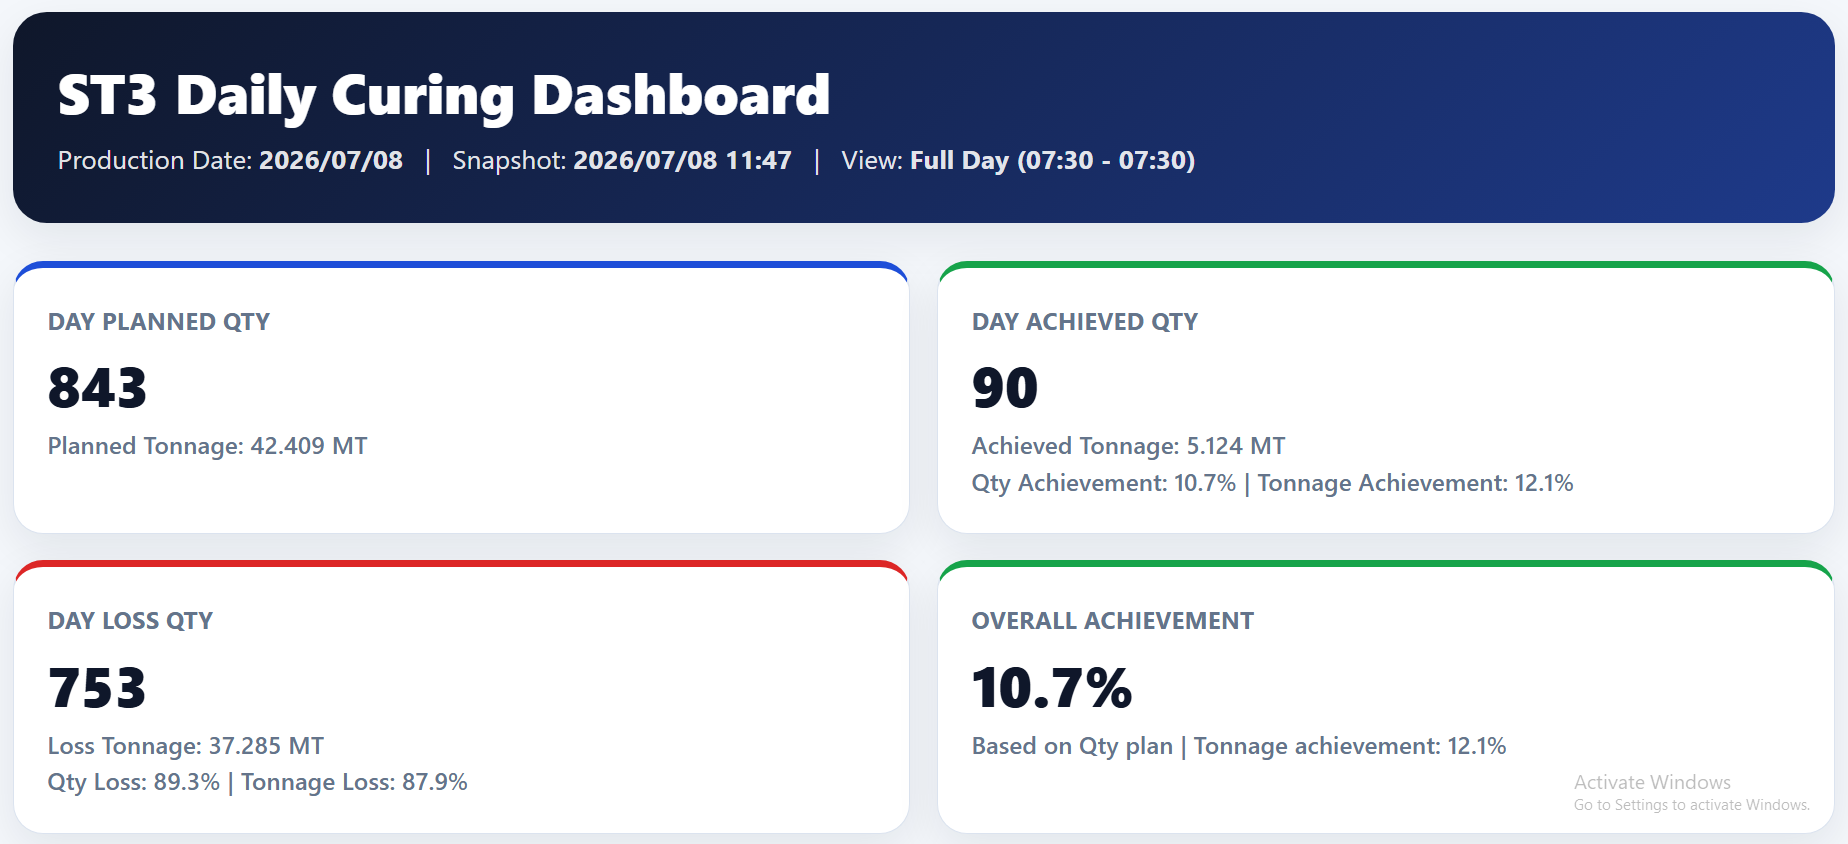 ST3 Daily Curing Dashboard
Production Date: 2026/07/08 | Snapshot: 2026/07/08 11:47 | View: Full Day (07:30 - 07:30)
DAY PLANNED QTY
843
Planned Tonnage: 42.409 MT
DAY ACHIEVED QTY
90
Achieved Tonnage: 5.124 MT
Qty Achievement: 10.7% | Tonnage Achievement: 12.1%
DAY LOSS QTY
753
Loss Tonnage: 37.285 MT
Qty Loss: 89.3% | Tonnage Loss: 87.9%
OVERALL ACHIEVEMENT
10.7%
Based on Qty plan | Tonnage achievement: 12.1%
Activate Windows
Go to Settings to activate Windows.